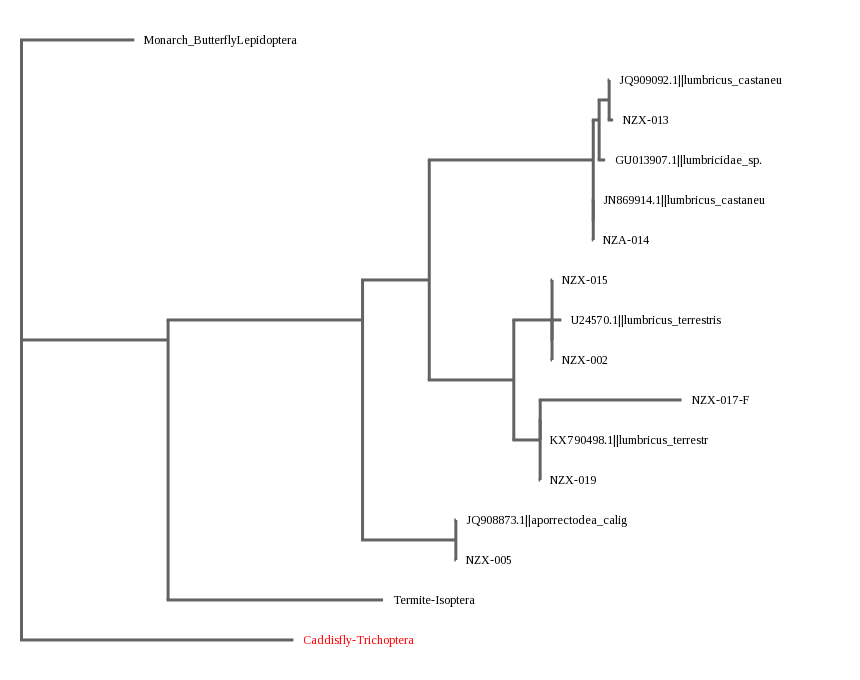 Monarch_ButterflyLepidoptera
JQ909092.1||lumbricus_castaneu
NZX-013
GU013907.1||lumbricidae_sp.
JN869914.1||lumbricus_castaneu
NZA-014
NZX-015
U24570.1||lumbricus_terrestris
NZX-002
NZX-017-F
KX790498.1||lumbricus_terrestr
NZX-019
JQ908873.1||aporrectodea_calig
NZX-005
Termite-Isoptera
Caddisfly-Trichoptera